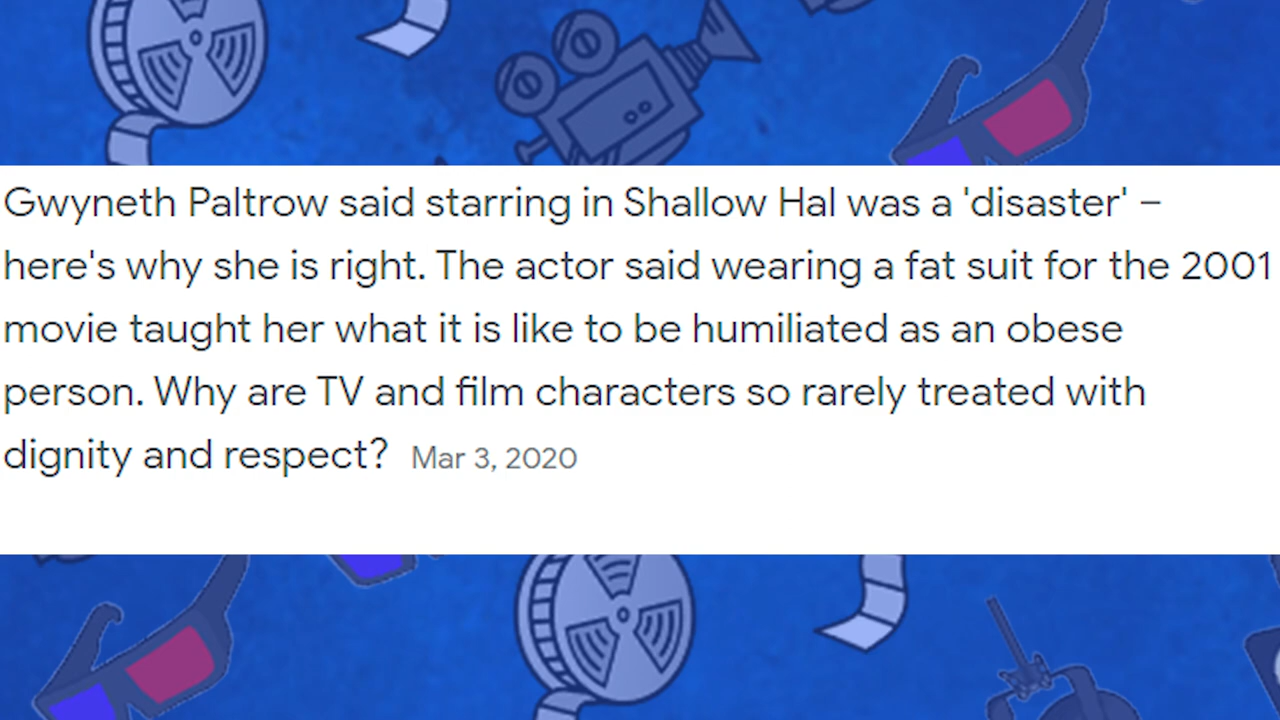 Gwyneth Paltrow said starring in Shallow Hal was a 'disaster' –
here's why she is right. The actor said wearing a fat suit for the 2001
movie taught her what it is like to be humiliated as an obese
person. Why are TV and film characters so rarely treated with
dignity and respect? Mar 3, 2020